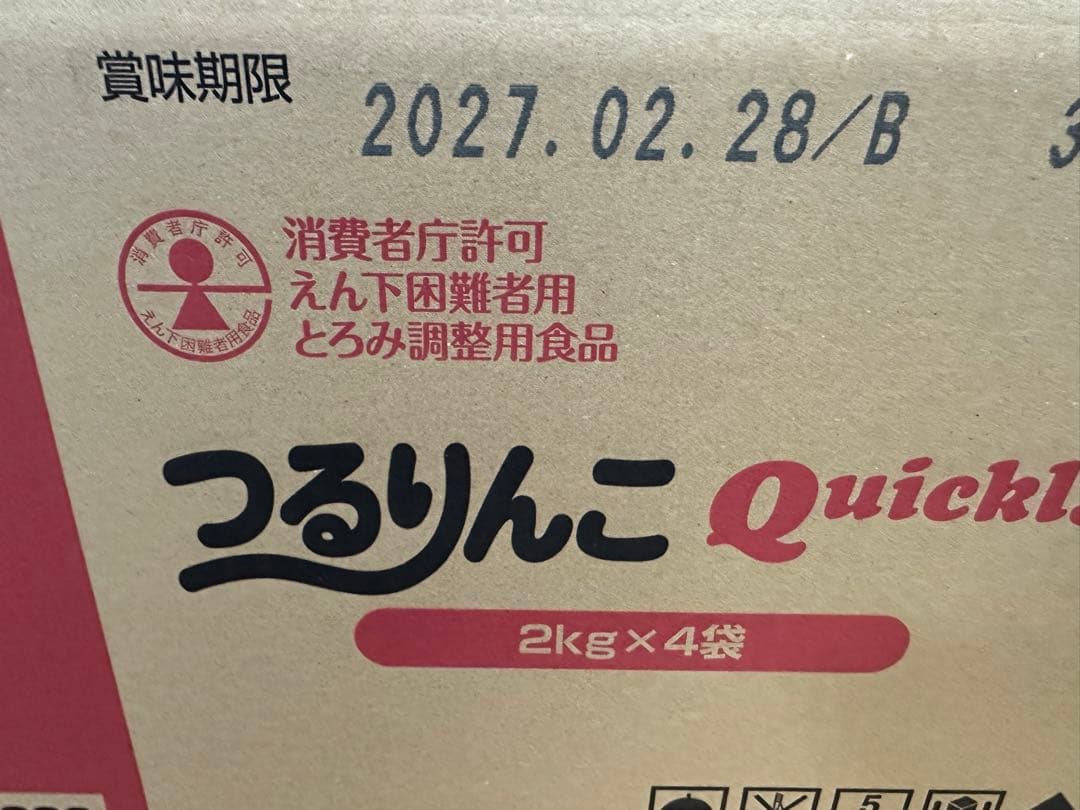 賞味期限
2027.02.28/B
消費者庁許可
えん下困難者用食品
消費者庁許可
えん下困難者用
とろみ調整用食品
つるりんこ Quickly
2kg×4袋
5